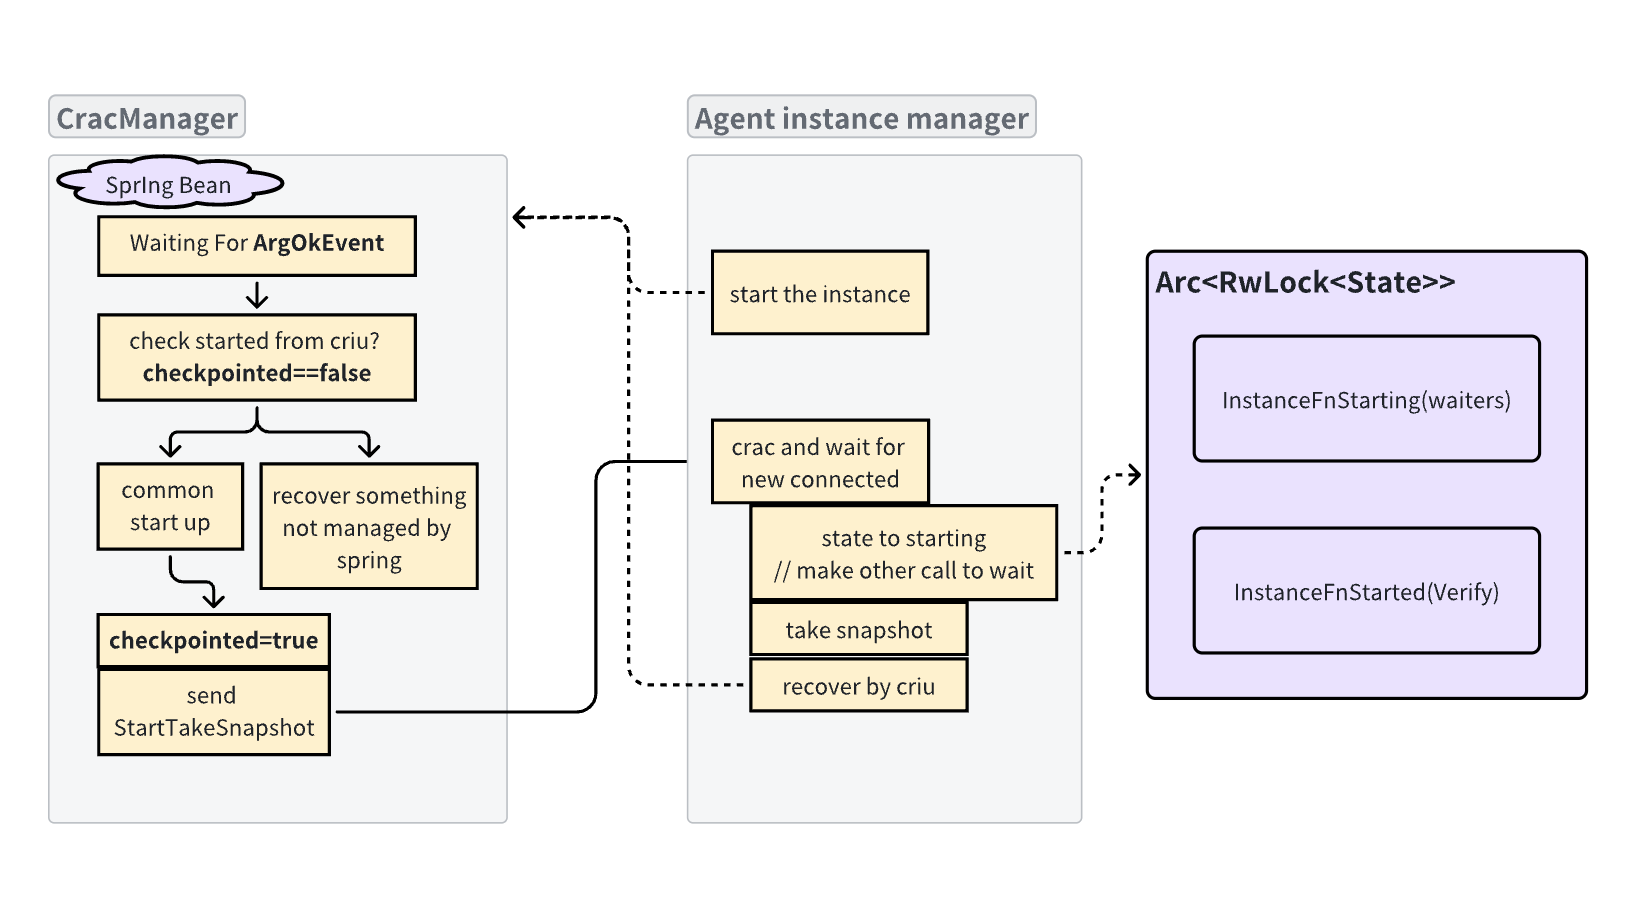 CracManager
SprIng Bean
Waiting For ArgOkEvent
check started from criu?
checkpointed==false
common
start up
recover something
not managed by
spring
checkpointed=true
send
StartTakeSnapshot
Agent instance manager
start the instance
crac and wait for
new connected
state to starting
// make other call to wait
take snapshot
recover by criu
Arc<RwLock<State>>
InstanceFnStarting(waiters)
InstanceFnStarted(Verify)